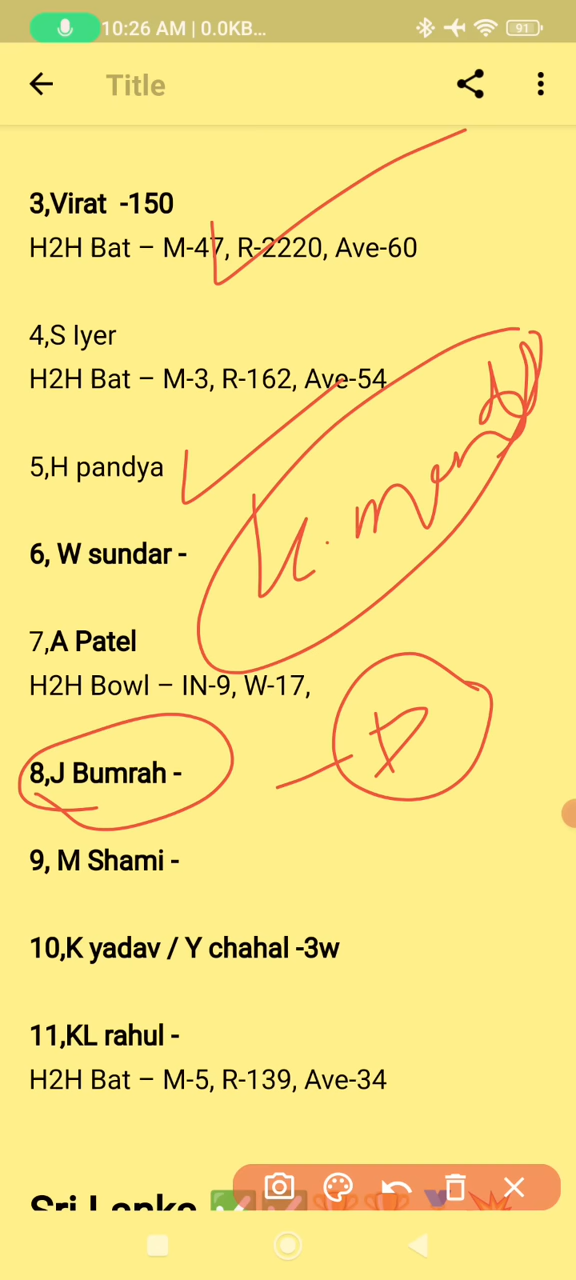 10:26 AM | 0.0KB...
91
Title
3,Virat -150
H2H Bat – M-47, R-2220, Ave-60
4,S Iyer
H2H Bat – M-3, R-162, Ave-54
5,H pandya
6, W sundar -
7,A Patel
H2H Bowl – IN-9, W-17,
8,J Bumrah -
9, M Shami -
10,K yadav / Y chahal -3w
11,KL rahul -
H2H Bat – M-5, R-139, Ave-34
Sri Lanka